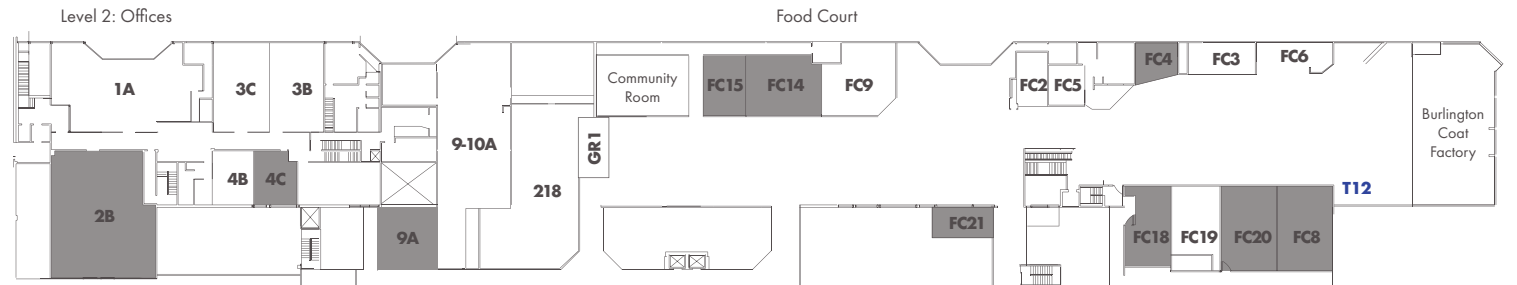 Level 2: Offices
Food Court
1A
3C
3B
9-10A
Community
Room
FC15
FC14
FC9
FC2
FC5
FC4
FC3
FC6
Burlington
Coat
Factory
GR1
4B
4C
218
T12
2B
9A
FC21
FC18
FC19
FC20
FC8